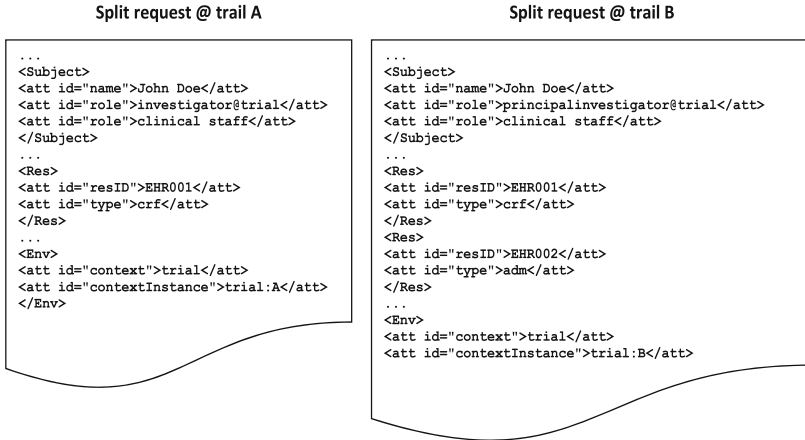 Split request @ trail A
...
<Subject>
<att id="name">John Doe</att>
<att id="role">investigator@trial</att>
<att id="role">clinical staff</att>
</Subject>
...
<Res>
<att id="resID">EHR001</att>
<att id="type">crf</att>
</Res>
...
<Env>
<att id="context">trial</att>
<att id="contextInstance">trial:A</att>
</Env>
Split request @ trail B
...
<Subject>
<att id="name">John Doe</att>
<att id="role">principalinvestigator@trial</att>
<att id="role">clinical staff</att>
</Subject>
...
<Res>
<att id="resID">EHR001</att>
<att id="type">crf</att>
</Res>
<Res>
<att id="resID">EHR002</att>
<att id="type">adm</att>
</Res>
...
<Env>
<att id="context">trial</att>
<att id="contextInstance">trial:B</att>